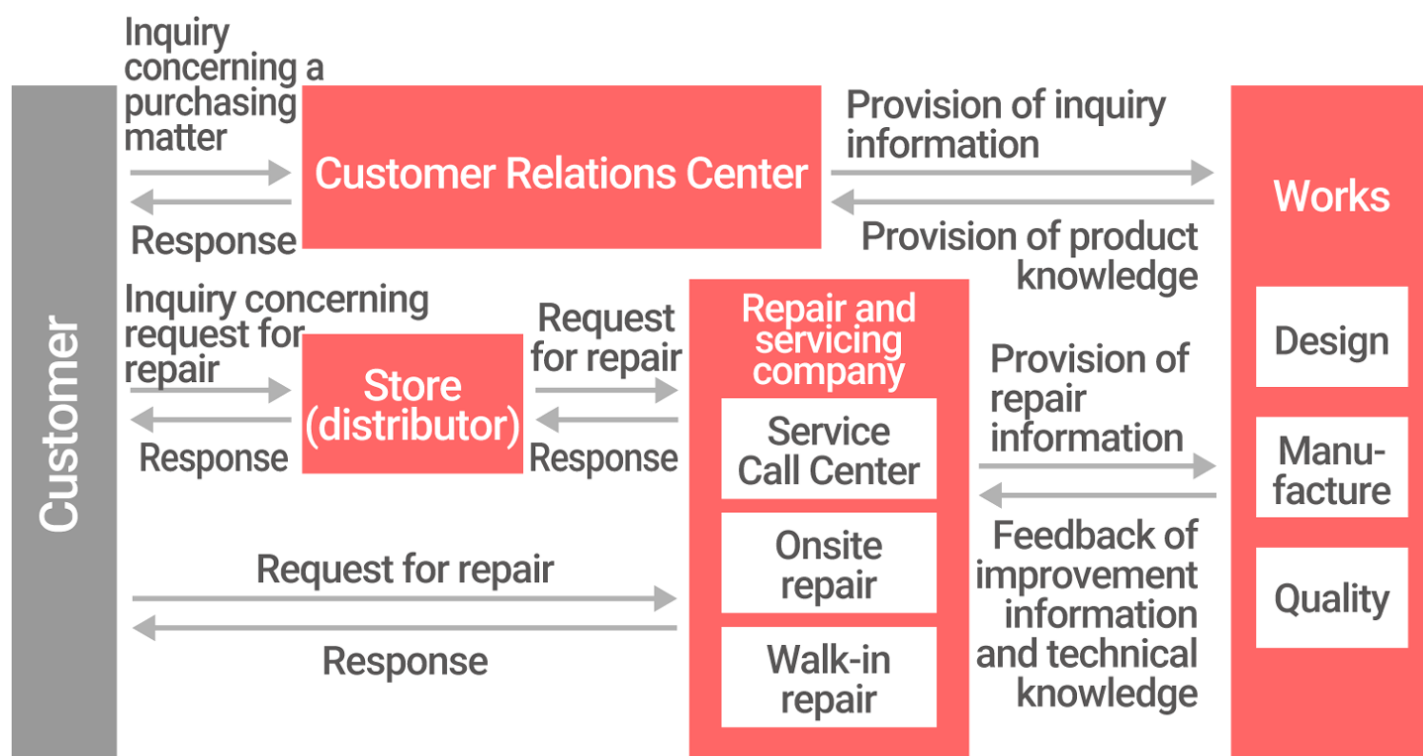 Inquiry
concerning a
purchasing
matter
Response
Customer Relations Center
Provision of inquiry
information
Provision of product
knowledge
Works
Design
Manu-
facture
Quality
Customer
Inquiry concerning
request for
repair
Response
Store
(distributor)
Request
for repair
Response
Repair and
servicing
company
Service
Call Center
Onsite
repair
Walk-in
repair
Provision of
repair
information
Feedback of
improvement
information
and technical
knowledge
Request for repair
Response